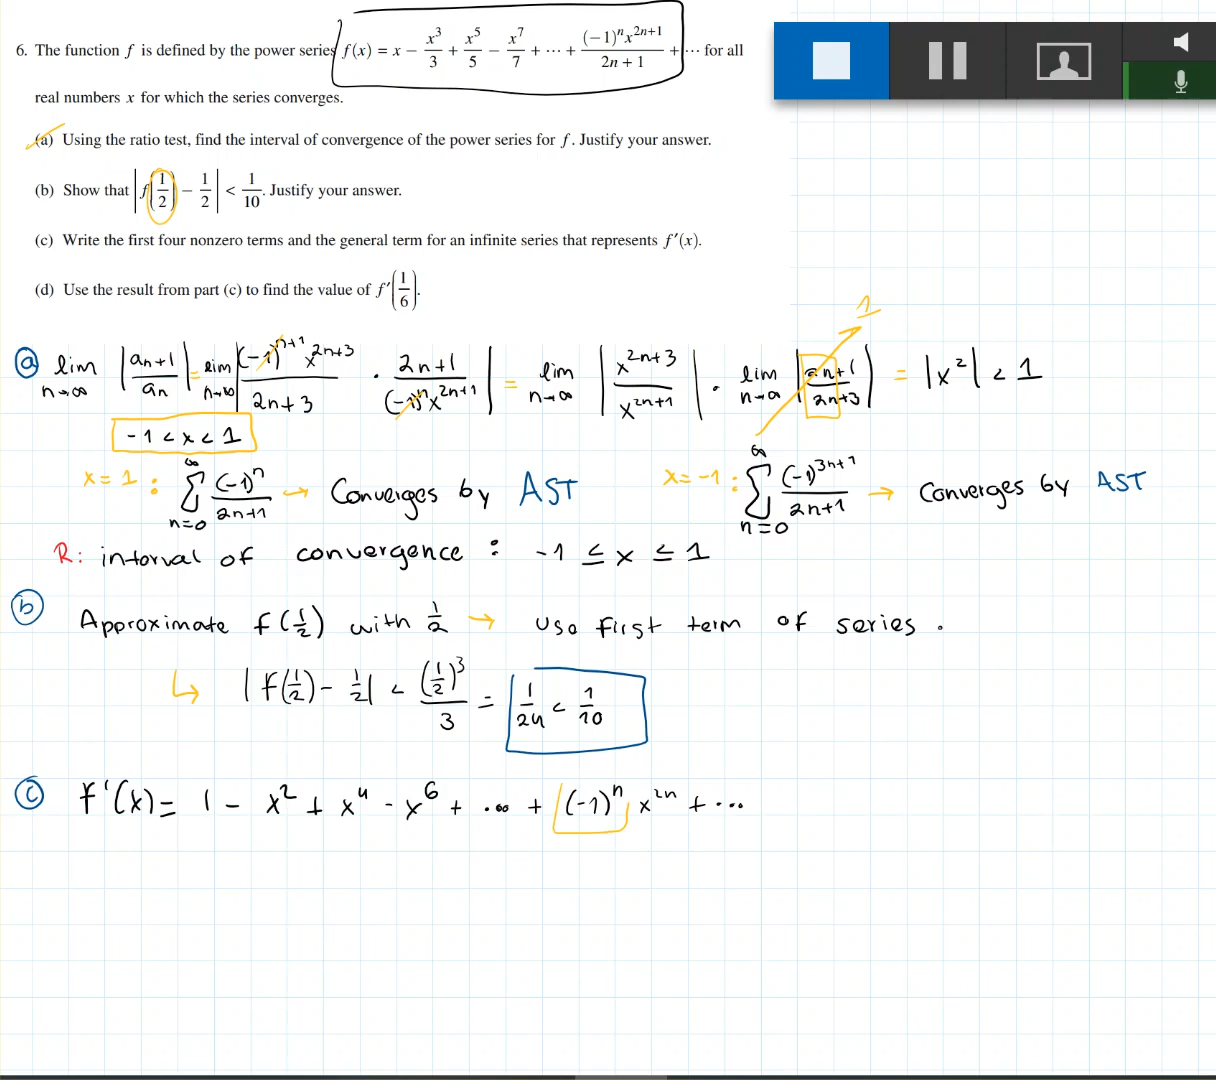 6. The function f is defined by the power series f(x) = x − x³/3 + x⁵/5 − x⁷/7 + ··· + (−1)ⁿx²ⁿ⁺¹/(2n + 1) + ··· for all
real numbers x for which the series converges.
(a) Using the ratio test, find the interval of convergence of the power series for f. Justify your answer.
(b) Show that |f(1/2) − 1/2| < 1/10. Justify your answer.
(c) Write the first four nonzero terms and the general term for an infinite series that represents f′(x).
(d) Use the result from part (c) to find the value of f′(1/6).
1
(a) lim n→∞ |an+1/an| = lim n→∞ |(−1)ⁿ⁺¹ x²ⁿ⁺³/(2n+3) · (2n+1)/((−1)ⁿ x²ⁿ⁺¹)| = lim n→∞ |x²ⁿ⁺³/x²ⁿ⁺¹| · lim n→∞ |(2n+1)/(2n+3)| = |x²| < 1
-1 < x < 1
x = 1 : ∞ Σ n=0 (−1)ⁿ/(2n+1) → Converges by AST x = −1 : ∞ Σ n=0 (−1)³ⁿ⁺¹/(2n+1) → Converges by AST
R: interval of convergence : -1 ≤ x ≤ 1
(b) Approximate f(1/2) with 1/2 → Use first term of series .
↳ |f(1/2) − 1/2| < (1/2)³/3 = 1/24 < 1/10
(c) f'(x) = 1 − x² + x⁴ − x⁶ + ... + (−1)ⁿ x²ⁿ + ...